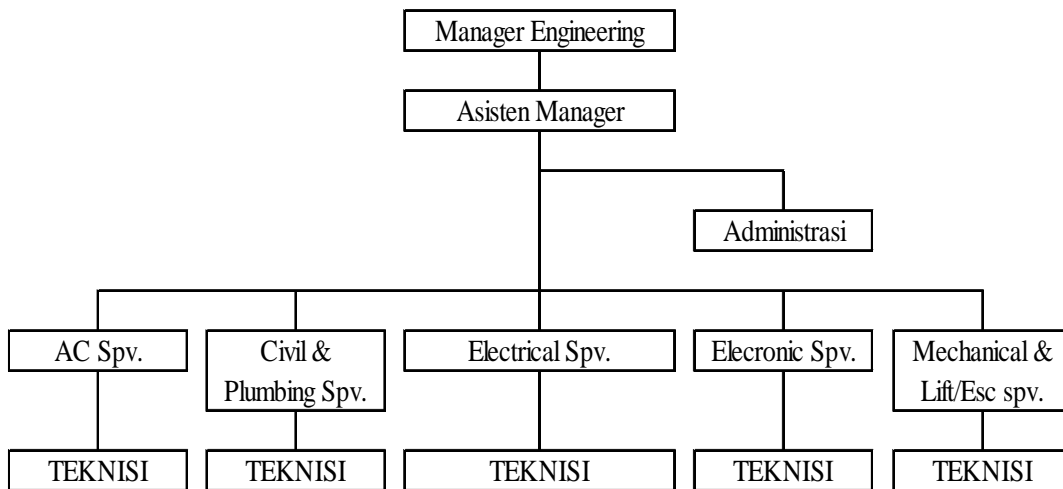 Manager Engineering
Asisten Manager
Administrasi
AC Spv.
Civil &
Plumbing Spv.
Electrical Spv.
Elecronic Spv.
Mechanical &
Lift/Esc spv.
TEKNISI
TEKNISI
TEKNISI
TEKNISI
TEKNISI